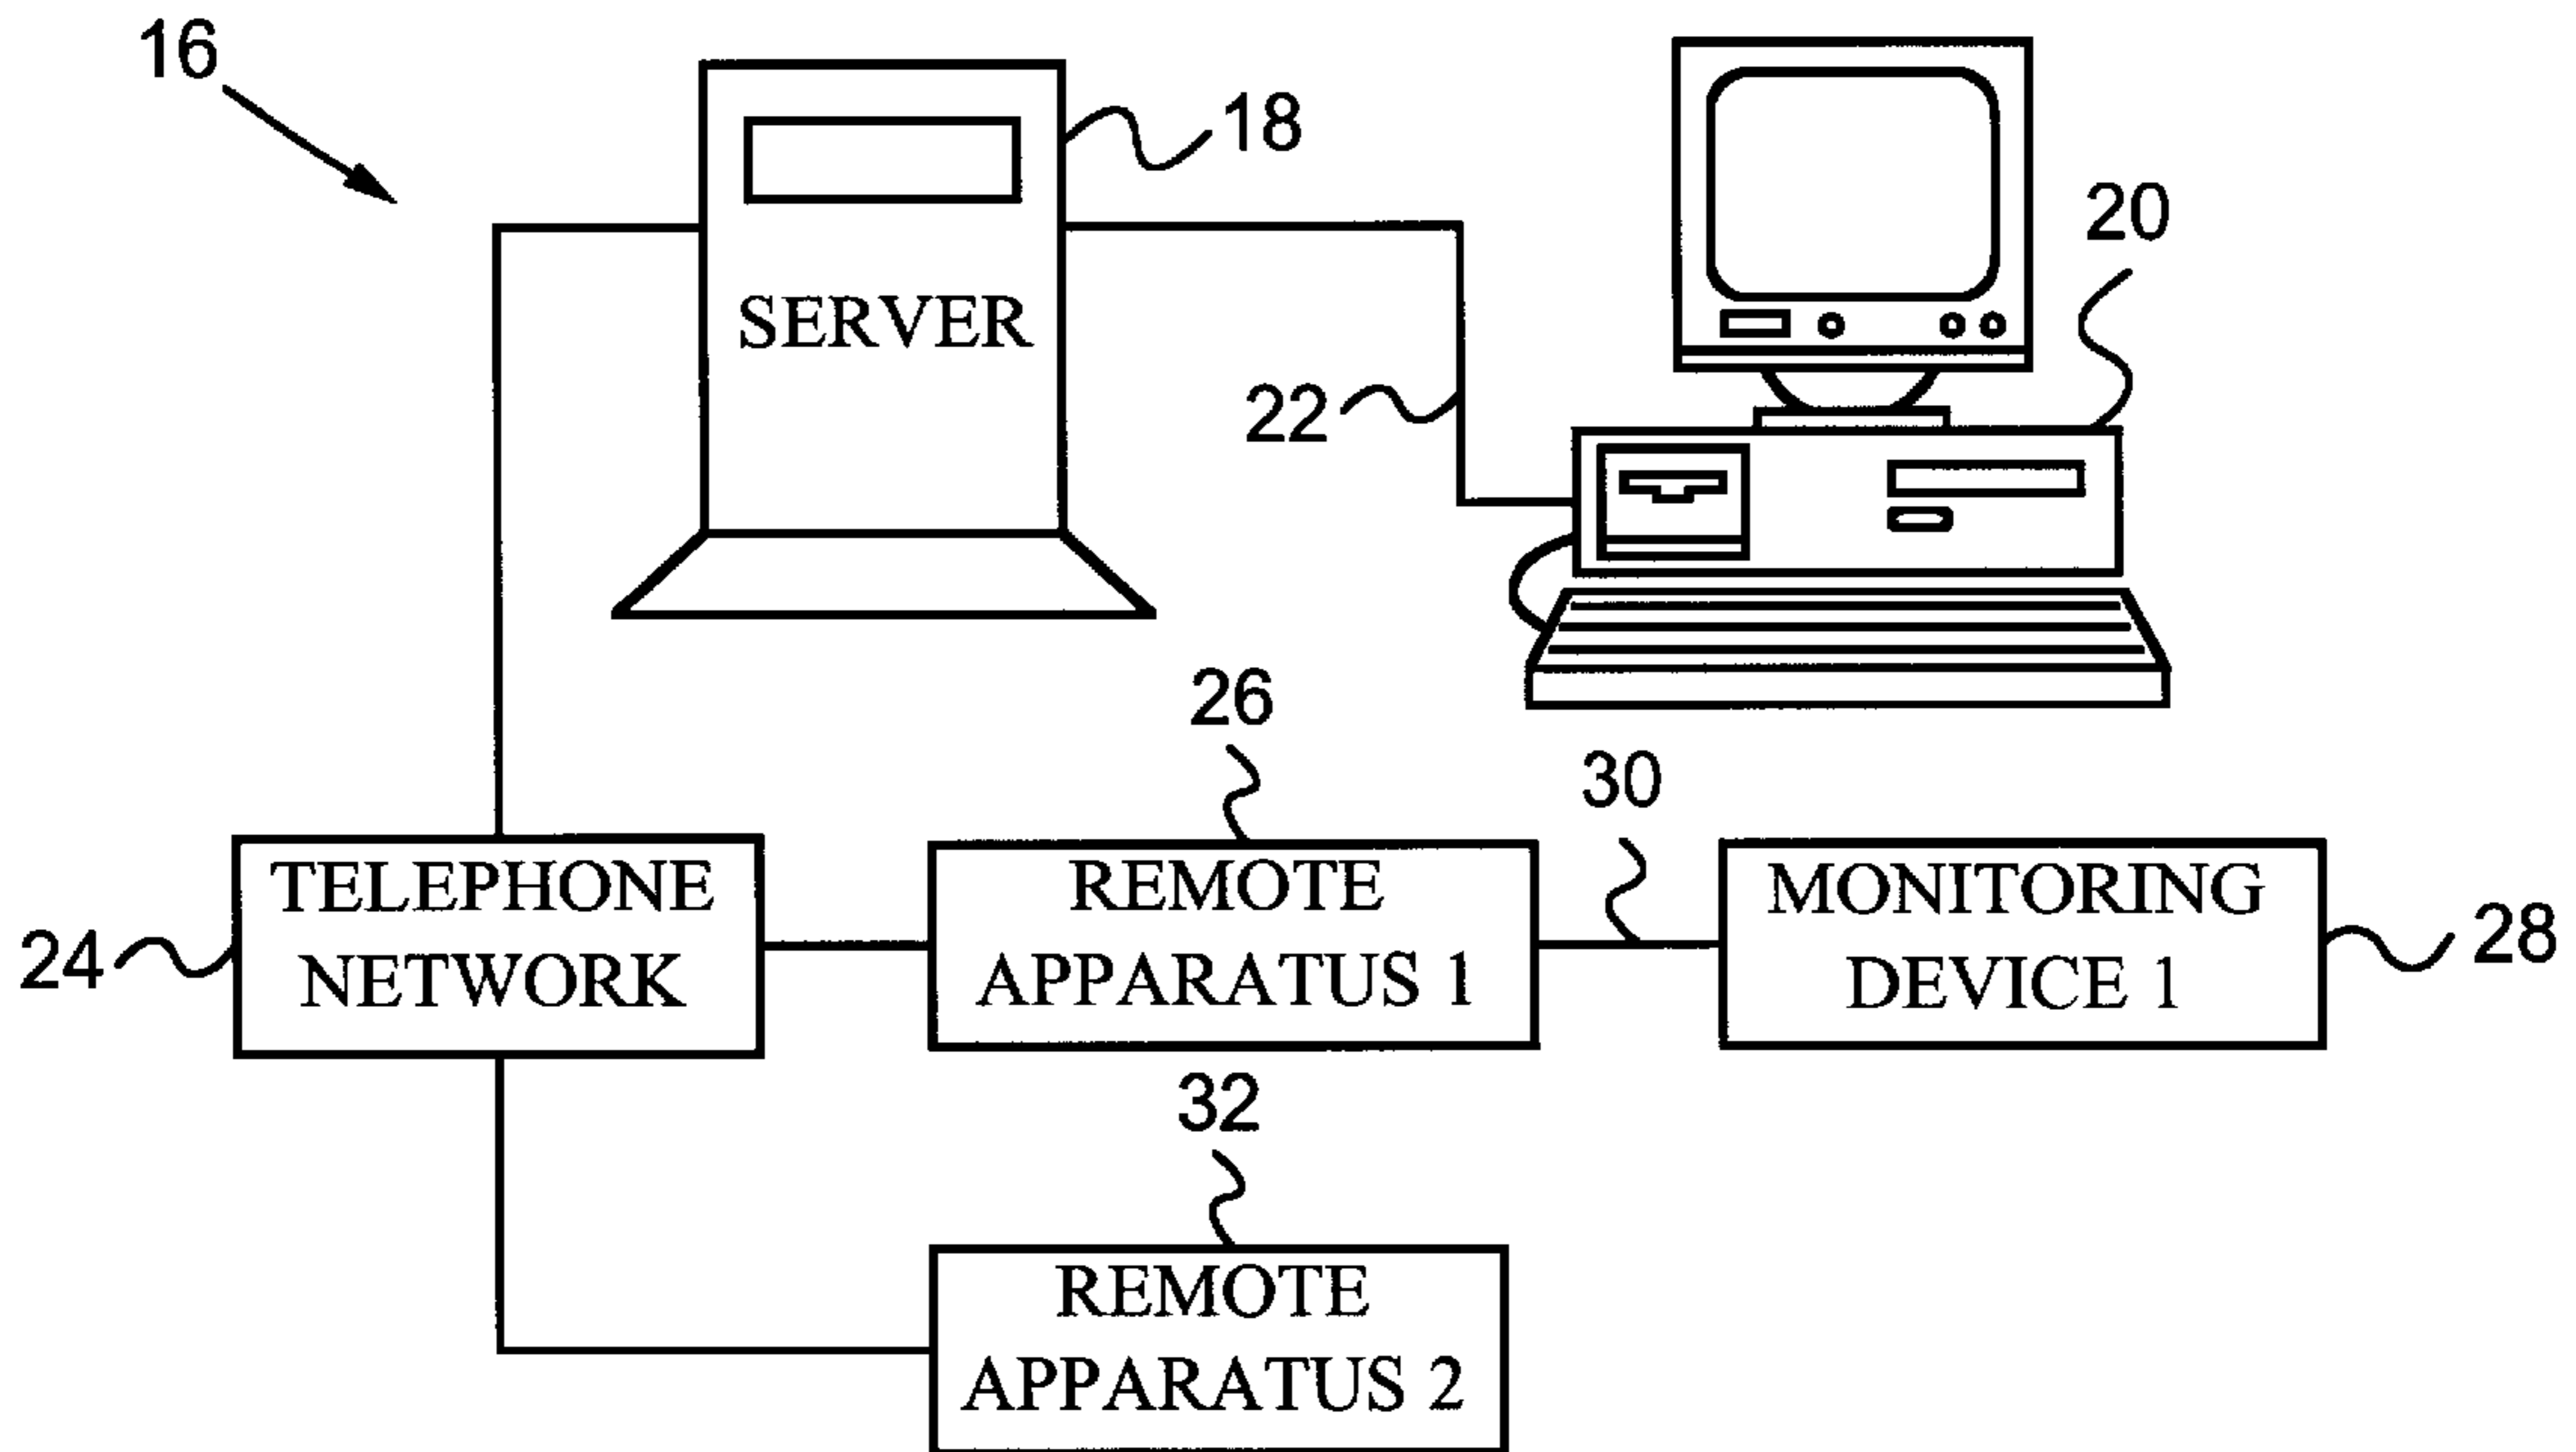 16
18
SERVER
20
22
26
30
TELEPHONE
NETWORK
24
REMOTE
APPARATUS 1
MONITORING
DEVICE 1
28
32
REMOTE
APPARATUS 2